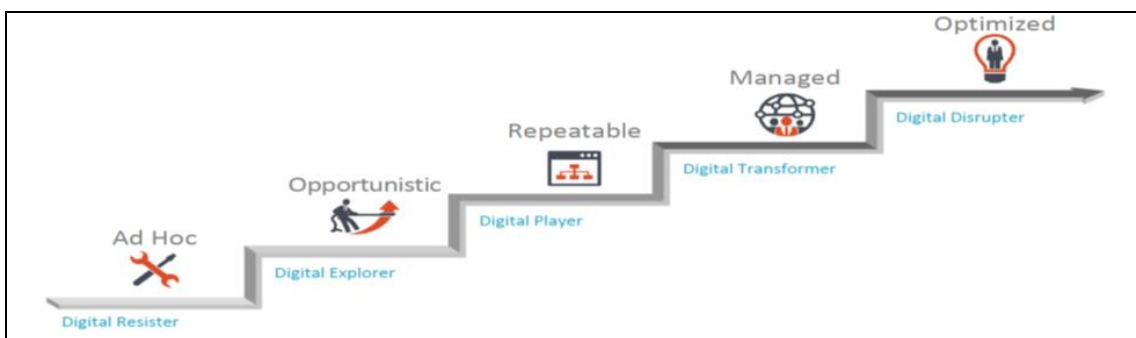 Optimized
Managed
Digital Disrupter
Repeatable
Digital Transformer
Opportunistic
Digital Player
Ad Hoc
Digital Explorer
Digital Resister